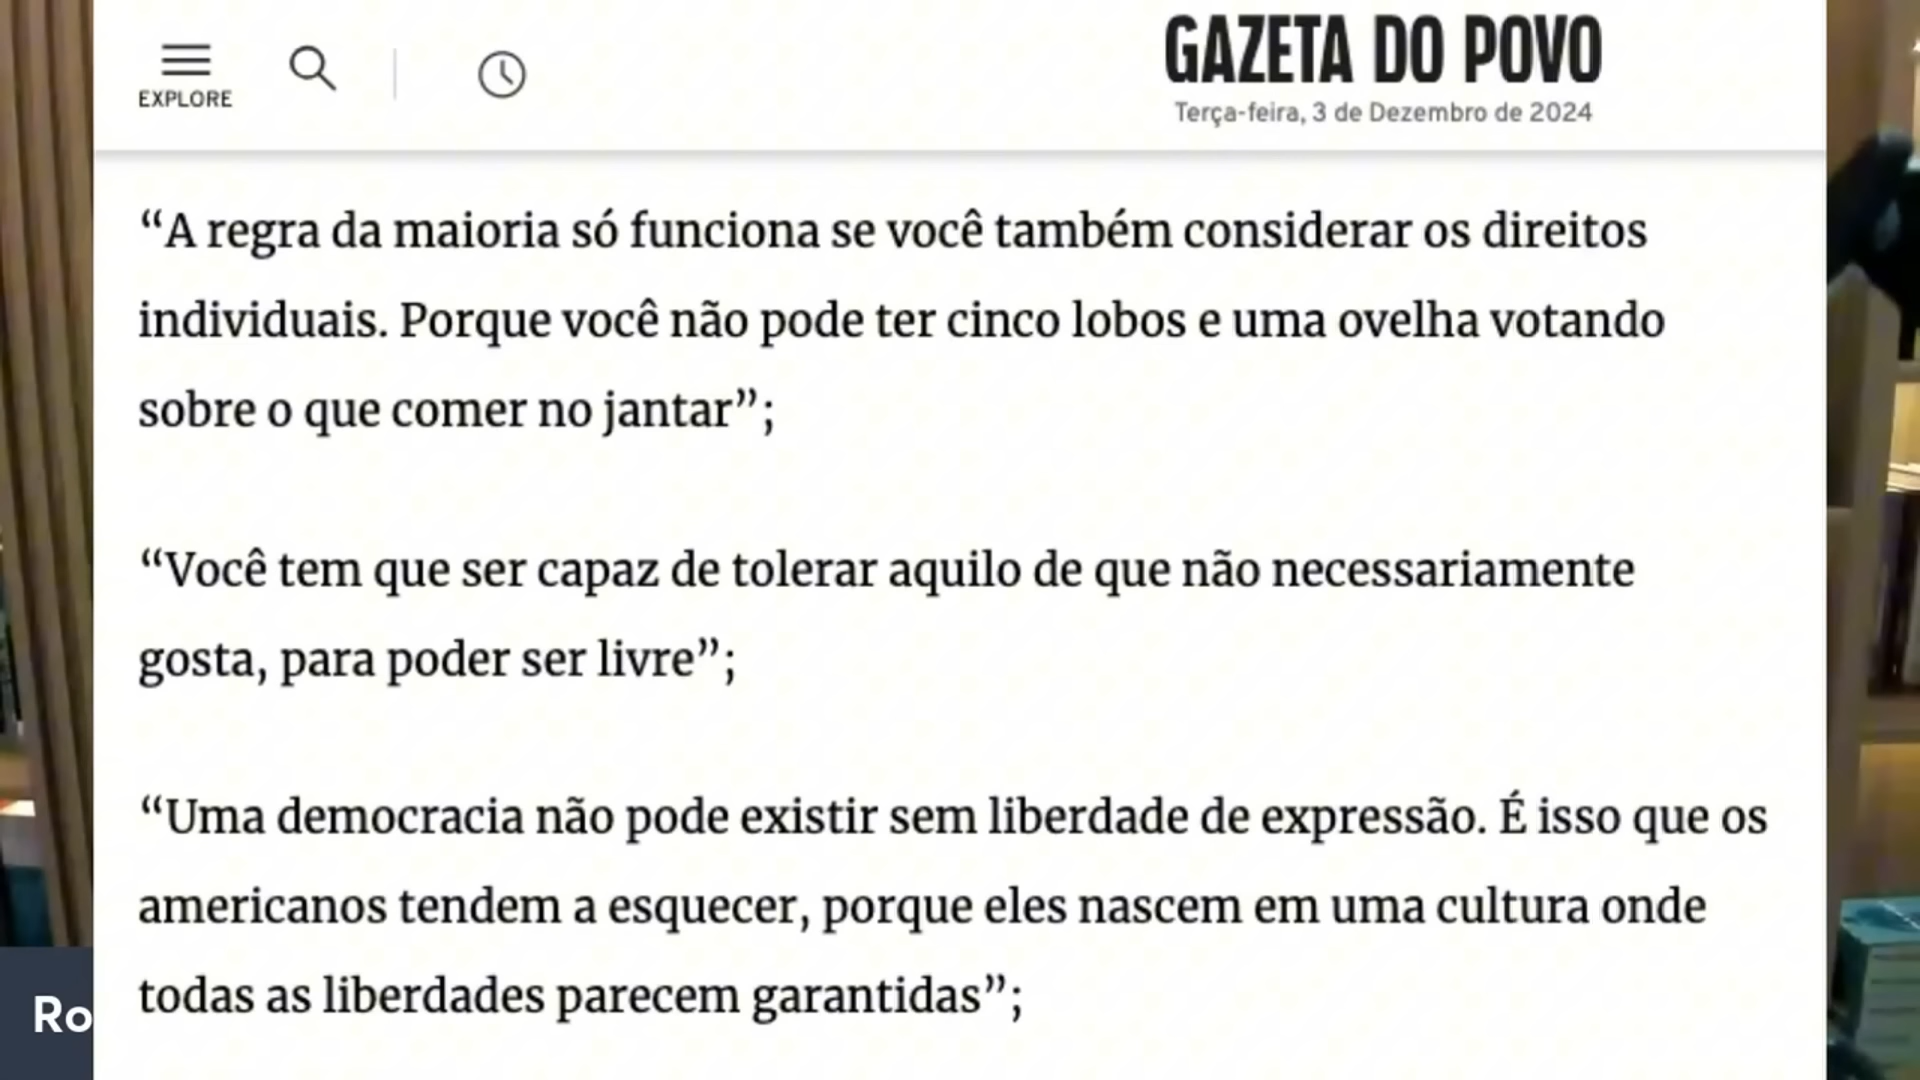 GAZETA DO POVO
EXPLORE
Terça-feira, 3 de Dezembro de 2024
“A regra da maioria só funciona se você também considerar os direitos
individuais. Porque você não pode ter cinco lobos e uma ovelha votando
sobre o que comer no jantar”;
“Você tem que ser capaz de tolerar aquilo de que não necessariamente
gosta, para poder ser livre”;
“Uma democracia não pode existir sem liberdade de expressão. É isso que os
americanos tendem a esquecer, porque eles nascem em uma cultura onde
todas as liberdades parecem garantidas”;
Ro